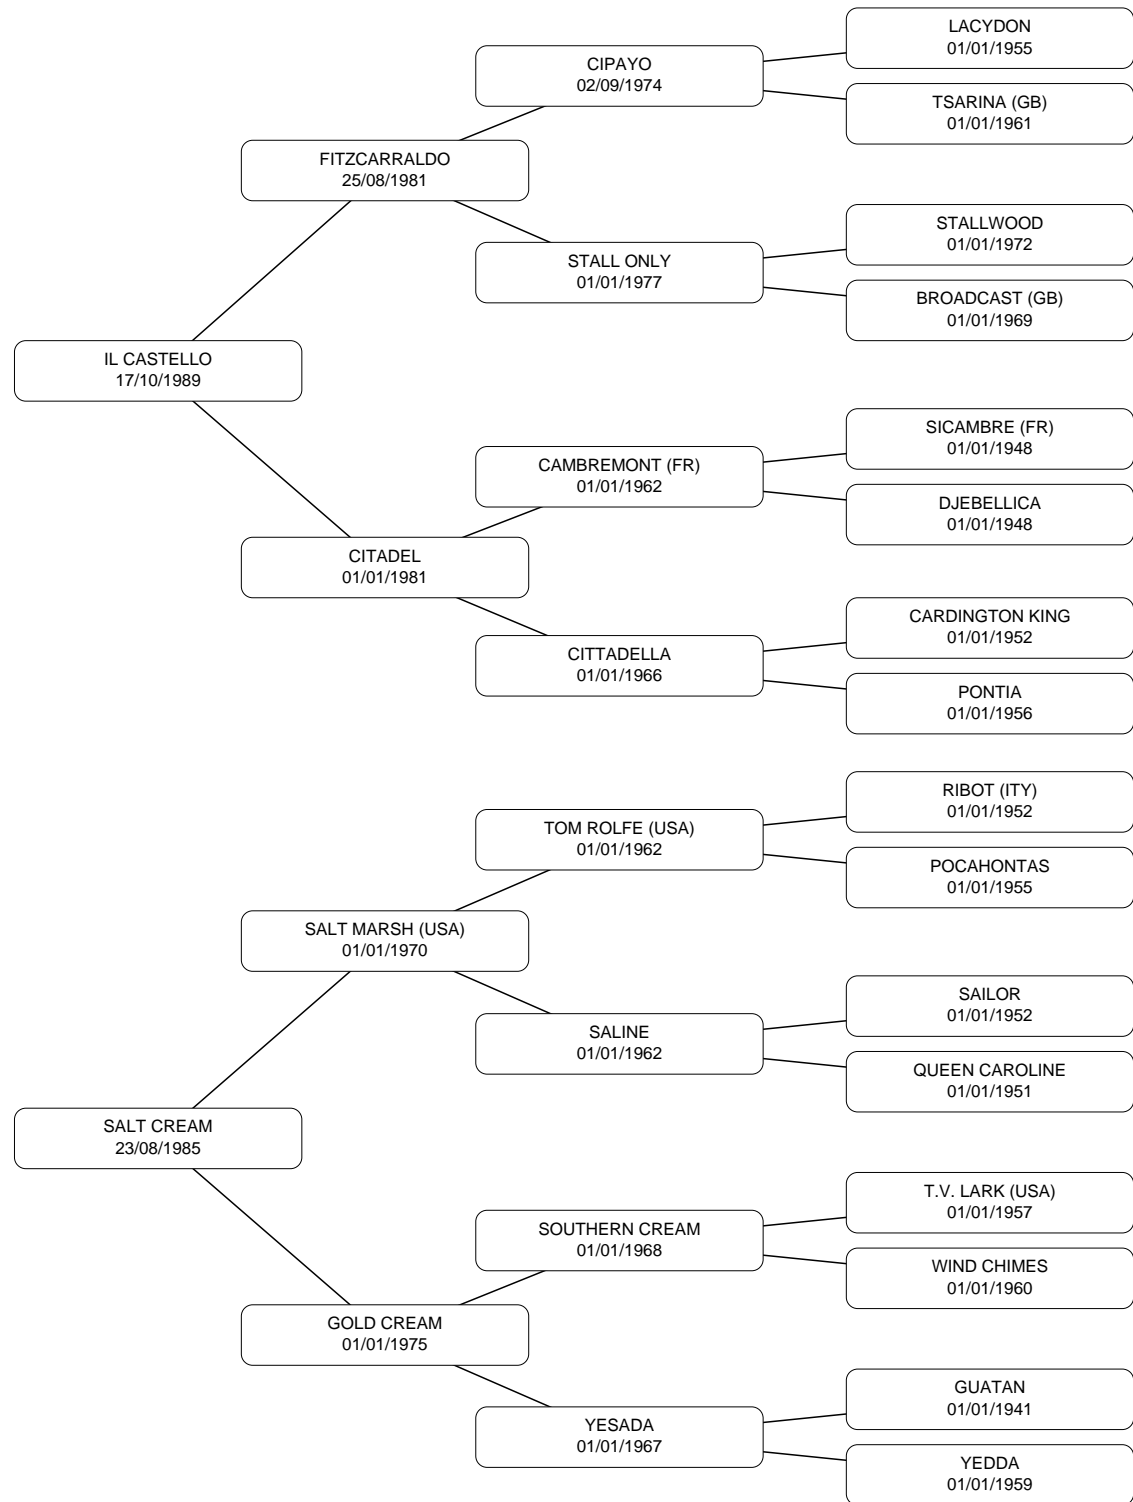 LACYDON
01/01/1955
CIPAYO
02/09/1974
TSARINA (GB)
01/01/1961
FITZCARRALDO
25/08/1981
STALLWOOD
01/01/1972
STALL ONLY
01/01/1977
BROADCAST (GB)
01/01/1969
IL CASTELLO
17/10/1989
SICAMBRE (FR)
01/01/1948
CAMBREMONT (FR)
01/01/1962
DJEBELLICA
01/01/1948
CITADEL
01/01/1981
CARDINGTON KING
01/01/1952
CITTADELLA
01/01/1966
PONTIA
01/01/1956
RIBOT (ITY)
01/01/1952
TOM ROLFE (USA)
01/01/1962
POCAHONTAS
01/01/1955
SALT MARSH (USA)
01/01/1970
SAILOR
01/01/1952
SALINE
01/01/1962
QUEEN CAROLINE
01/01/1951
SALT CREAM
23/08/1985
T.V. LARK (USA)
01/01/1957
SOUTHERN CREAM
01/01/1968
WIND CHIMES
01/01/1960
GOLD CREAM
01/01/1975
GUATAN
01/01/1941
YESADA
01/01/1967
YEDDA
01/01/1959